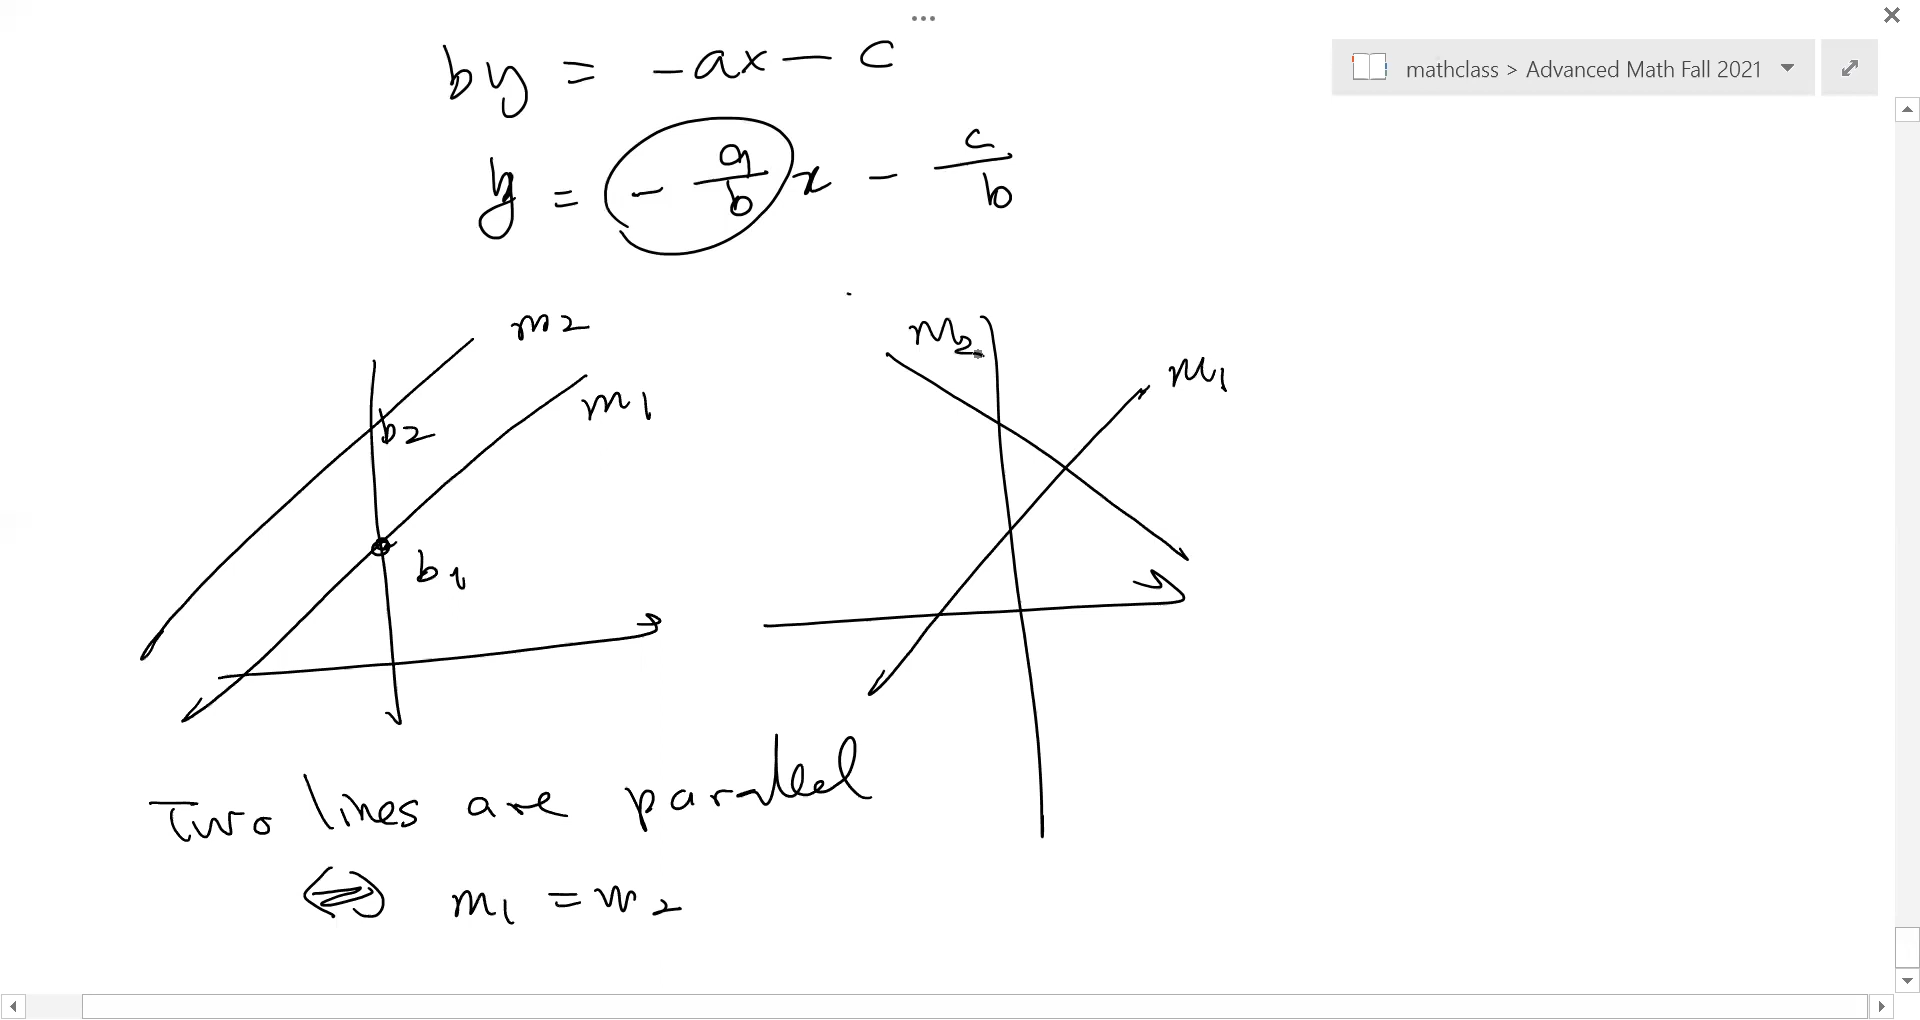 mathclass > Advanced Math Fall 2021
by = -ax - c
y = - a/b x - c/b
m2
m1
b2
b1
m2
m1
Two lines are parallel
⇔ m1 = m2